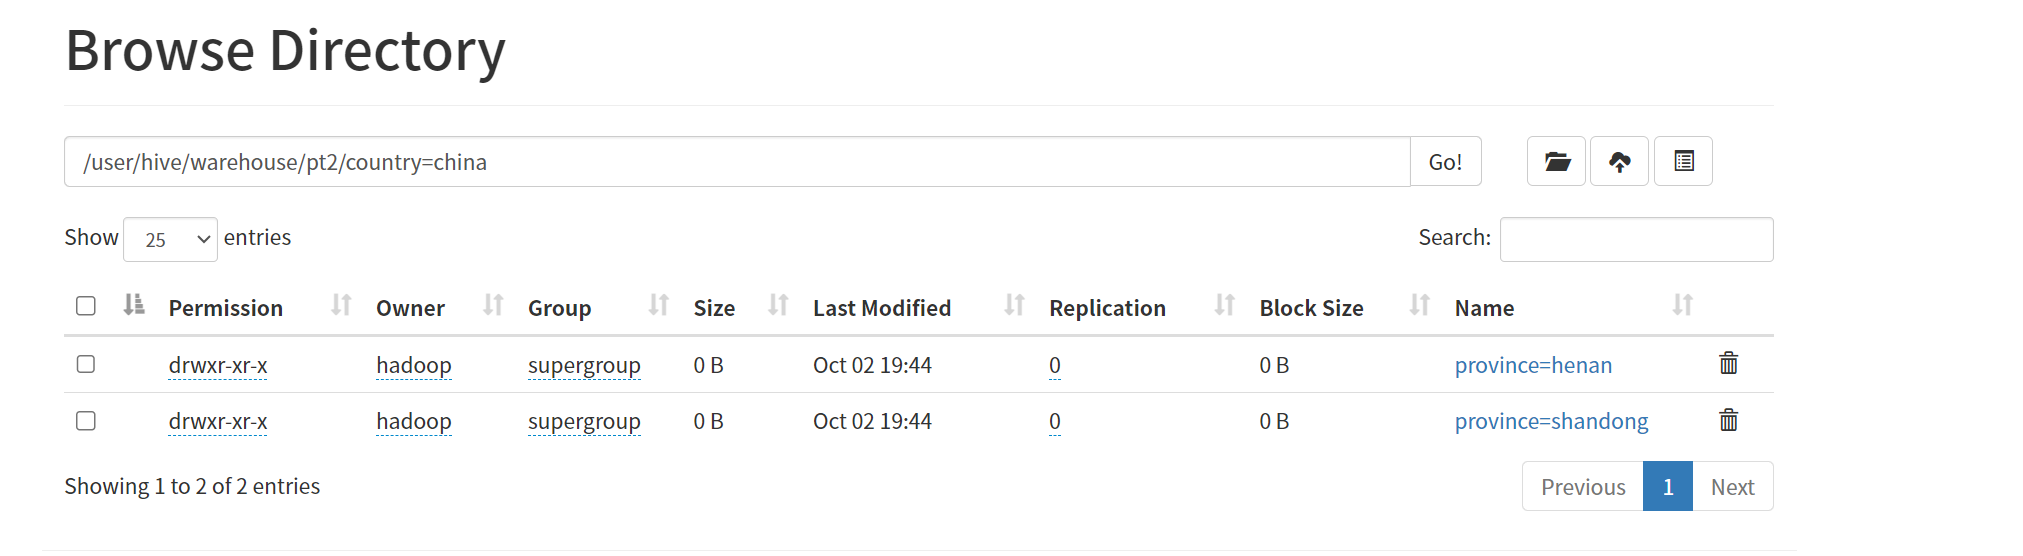 Browse Directory
/user/hive/warehouse/pt2/country=china Go!
Show 25 entries Search:
Permission Owner Group Size Last Modified Replication Block Size Name
drwxr-xr-x hadoop supergroup 0 B Oct 02 19:44 0 0 B province=henan
drwxr-xr-x hadoop supergroup 0 B Oct 02 19:44 0 0 B province=shandong
Showing 1 to 2 of 2 entries Previous 1 Next